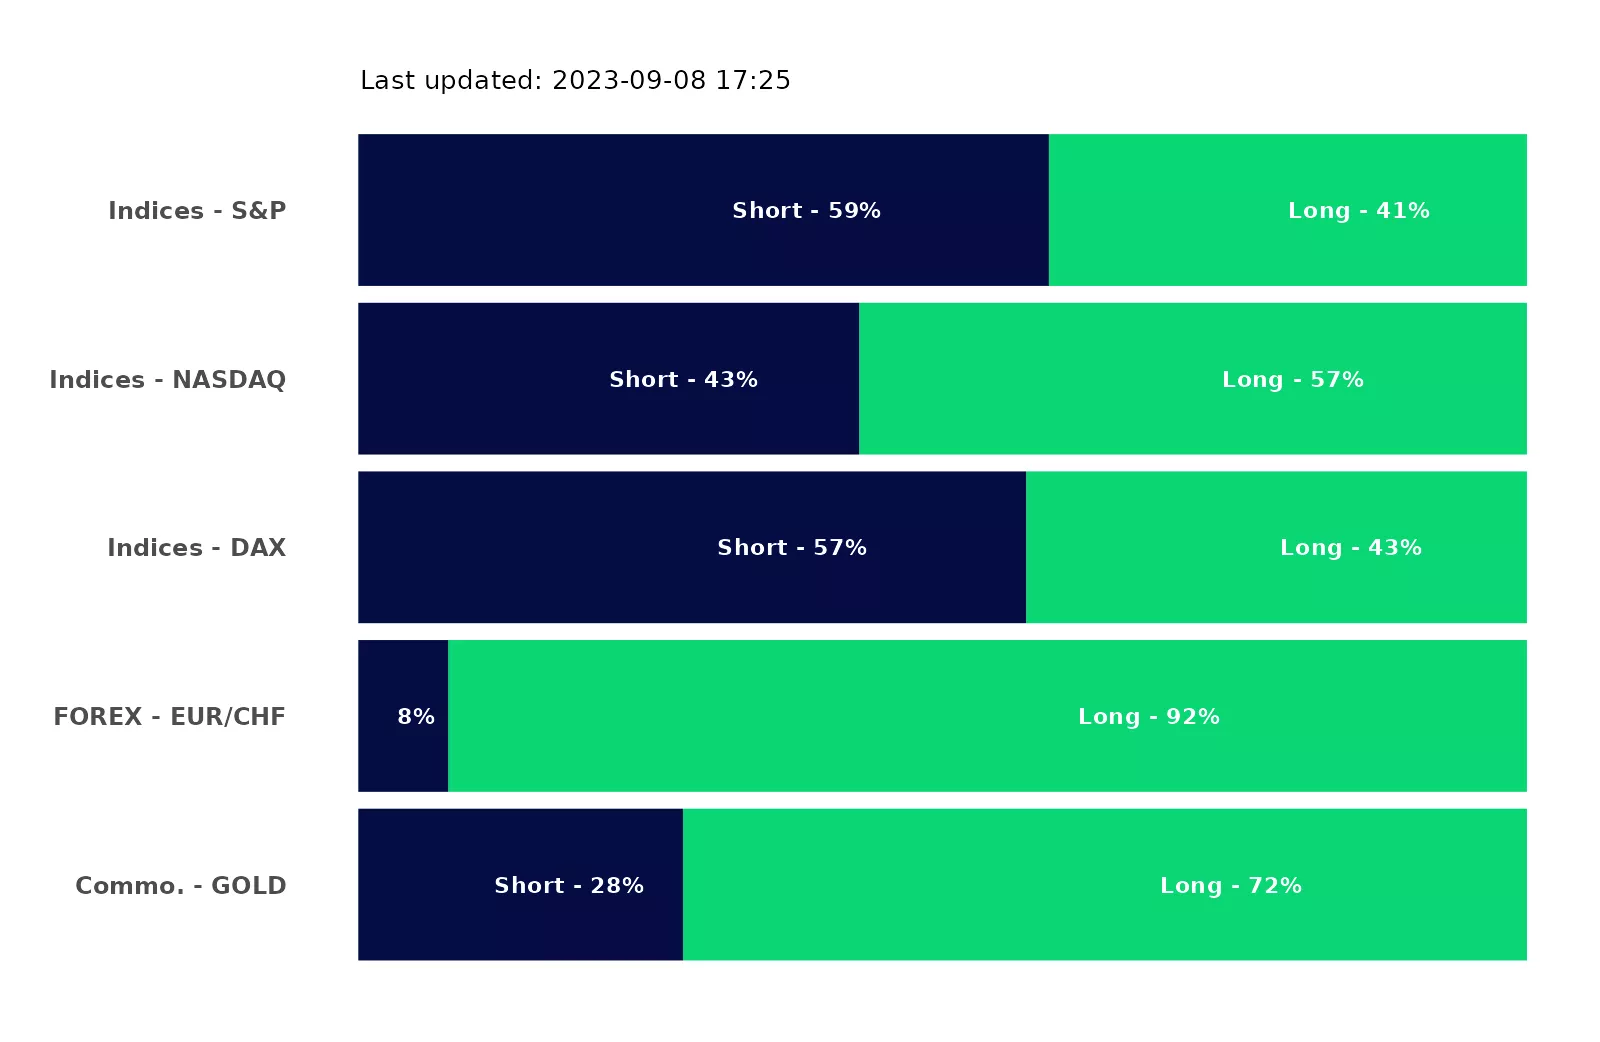 Last updated: 2023-09-08 17:25
Indices - S&P Short - 59% Long - 41%
Indices - NASDAQ Short - 43% Long - 57%
Indices - DAX Short - 57% Long - 43%
FOREX - EUR/CHF 8% Long - 92%
Commo. - GOLD Short - 28% Long - 72%